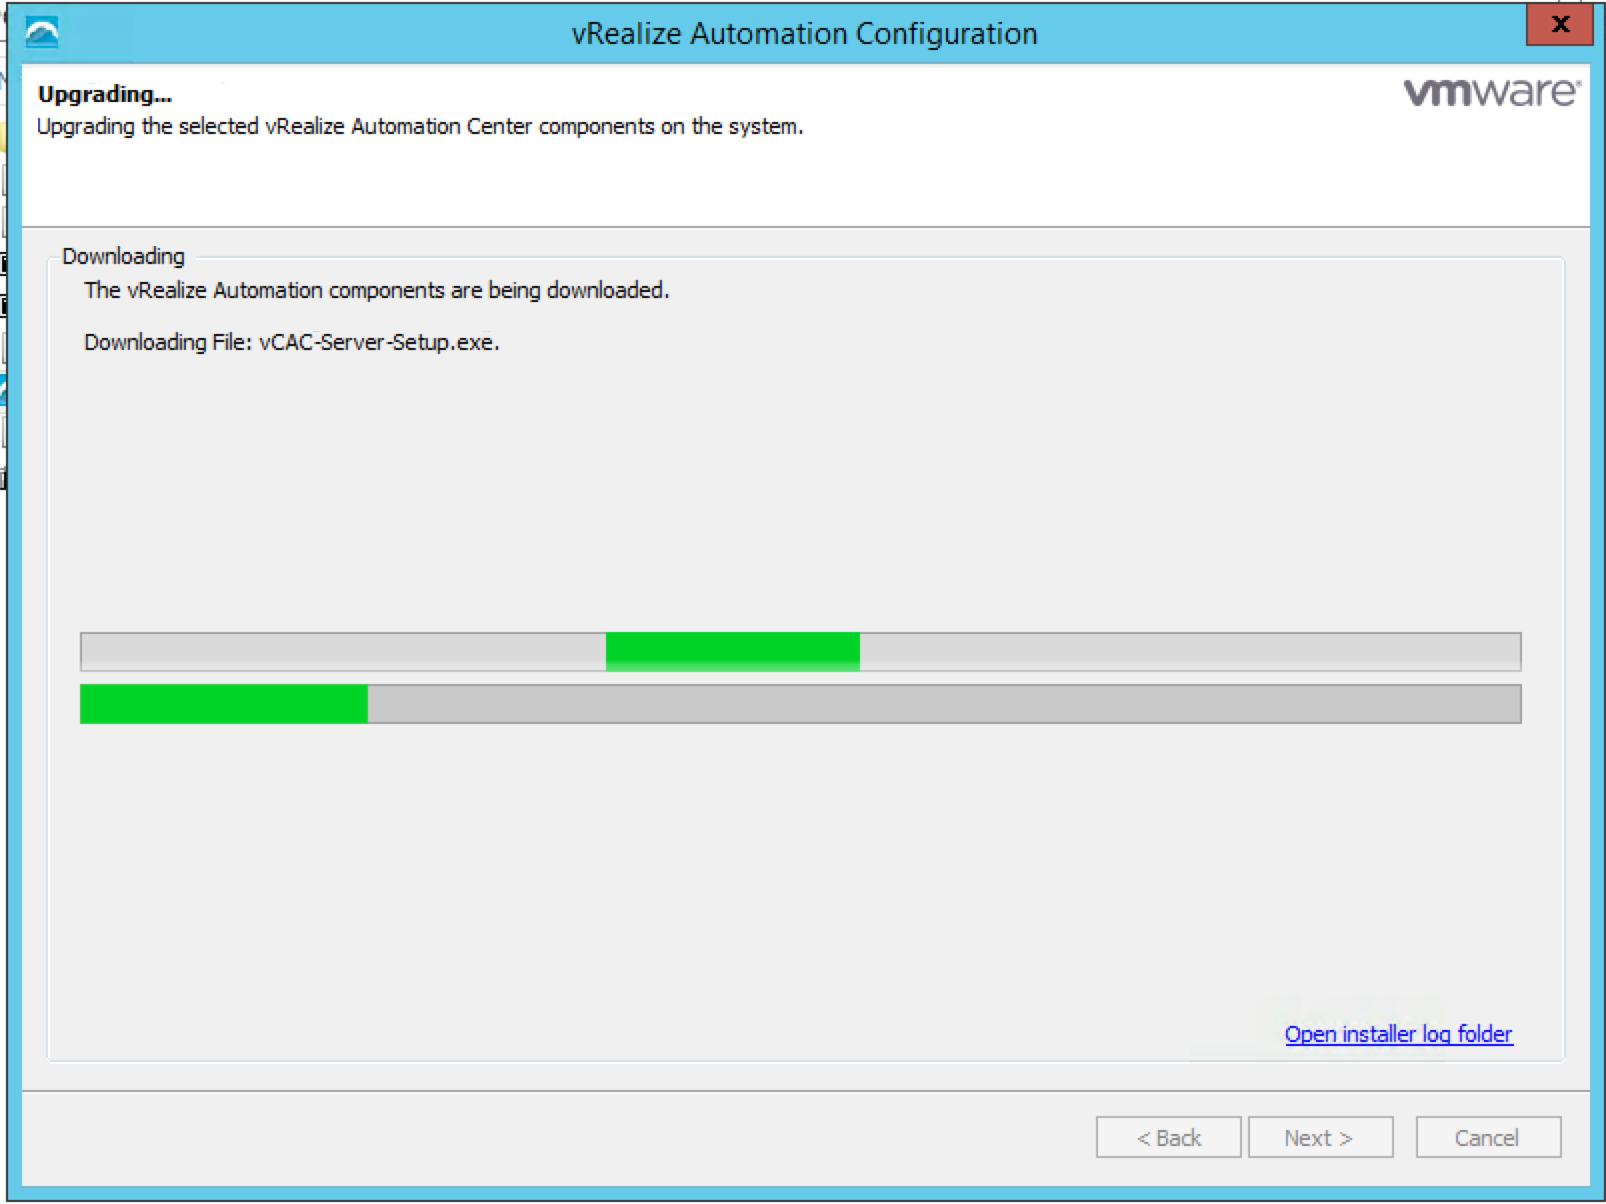 vRealize Automation Configuration
X
Upgrading...
vmware
Upgrading the selected vRealize Automation Center components on the system.
Downloading
The vRealize Automation components are being downloaded.
Downloading File: vCAC-Server-Setup.exe.
Open installer log folder
< Back
Next >
Cancel